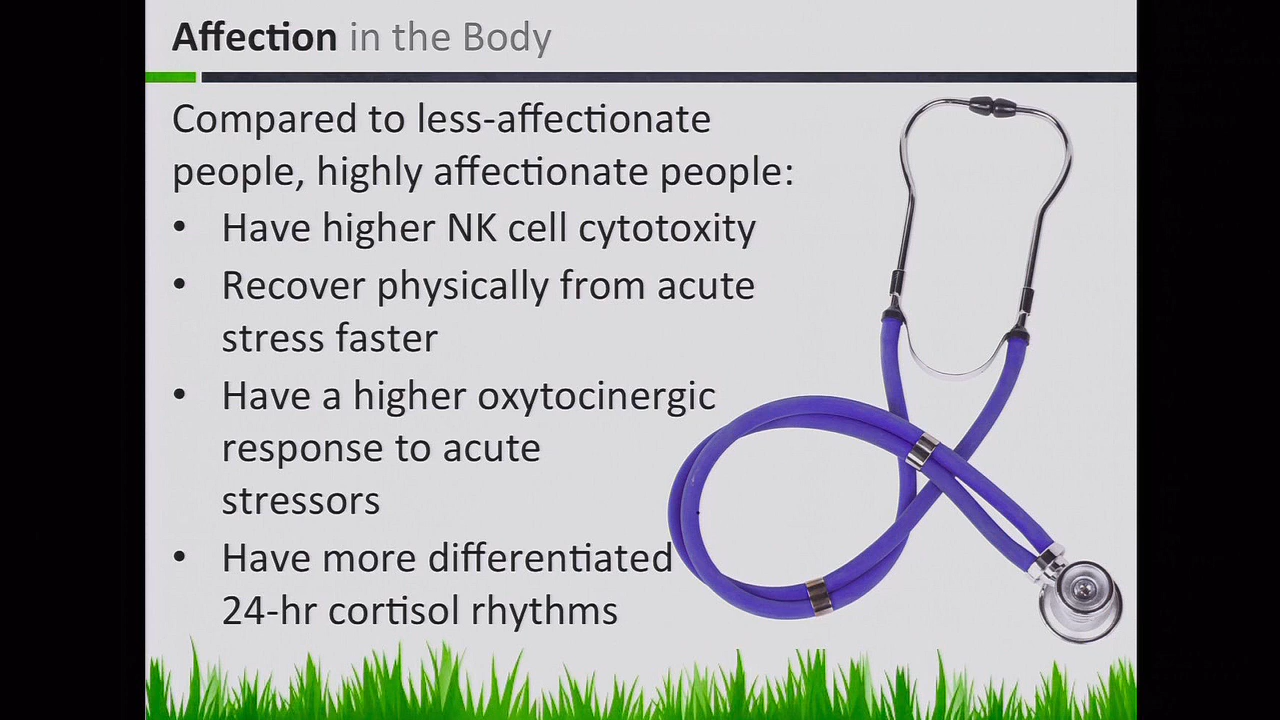 Affection in the Body
Compared to less-affectionate
people, highly affectionate people:
• Have higher NK cell cytotoxity
• Recover physically from acute
stress faster
• Have a higher oxytocinergic
response to acute
stressors
• Have more differentiated
24-hr cortisol rhythms